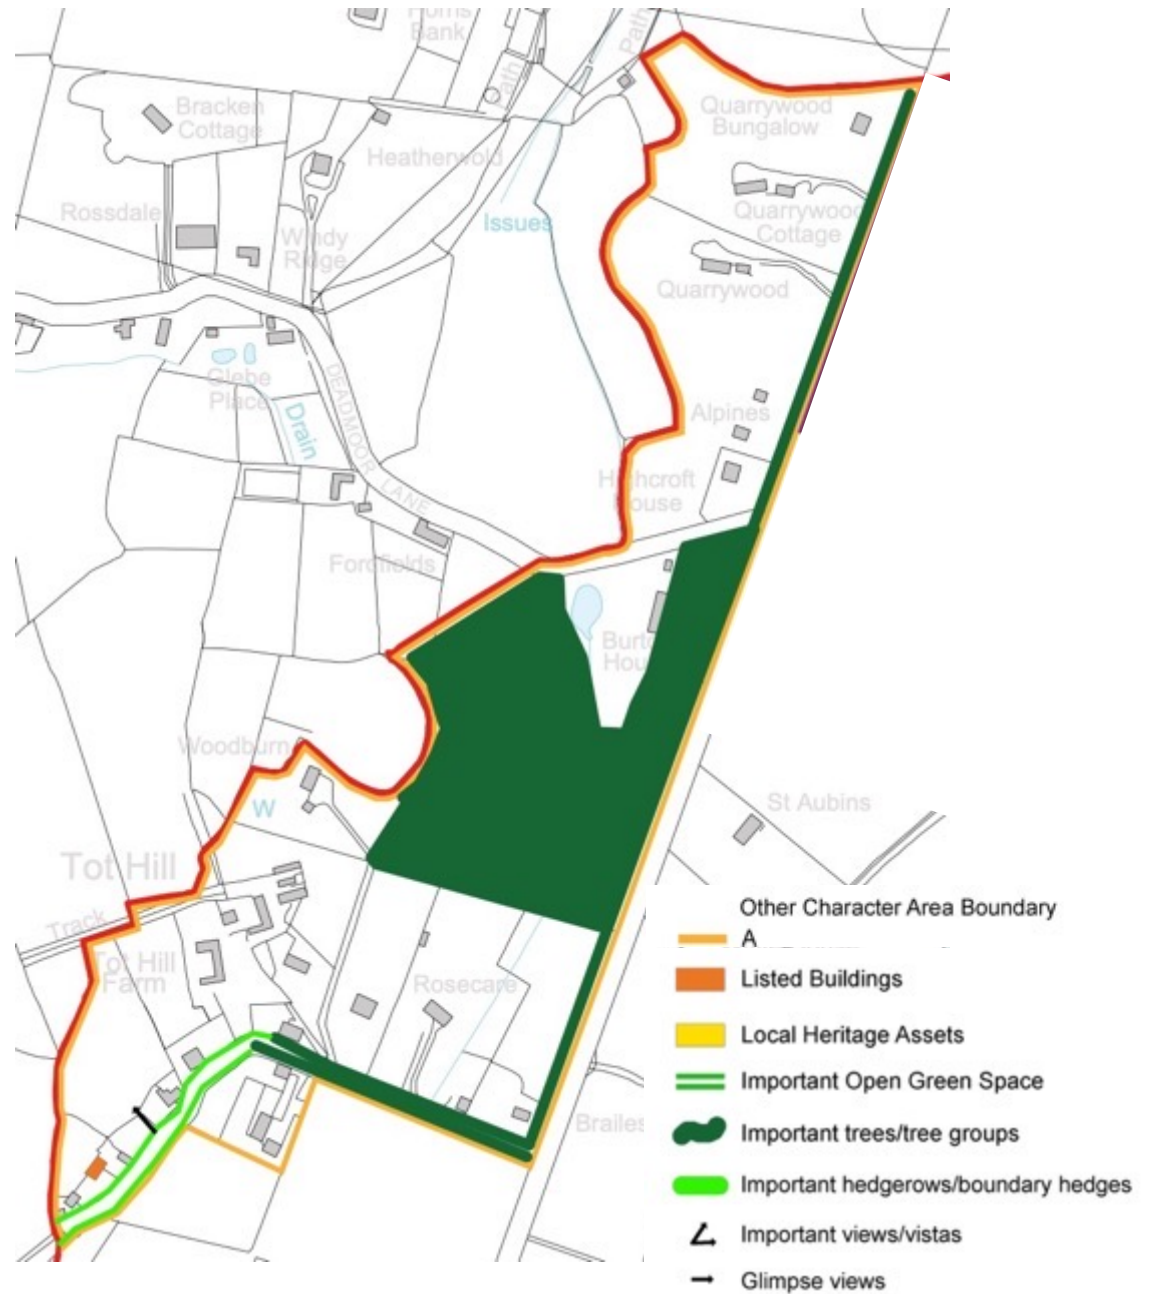 Bank
Path
Path
Bracken
Cottage
Heatherwold
Quarrywood
Bungalow
Rossdale
Windy
Ridge
Issues
Quarrywood
Cottage
Quarrywood
Glebe
Place
Drain
DEADMOOR LANE
Alpines
Highcroft
House
Fordfields
Woodburn
W
St Aubins
Tot Hill
Track
Tot Hill
Farm
Rosecare
Other Character Area Boundary
A
Listed Buildings
Local Heritage Assets
Important Open Green Space
Important trees/tree groups
Important hedgerows/boundary hedges
Important views/vistas
Glimpse views